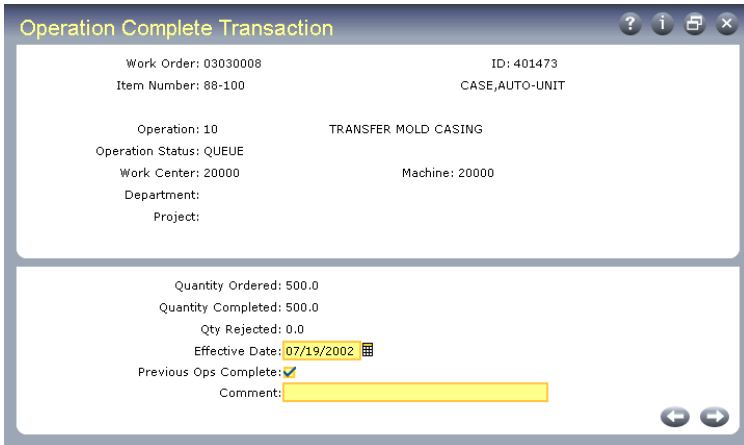 Operation Complete Transaction
Work Order: 03030008 ID: 401473
Item Number: 88-100 CASE,AUTO-UNIT
Operation: 10 TRANSFER MOLD CASING
Operation Status: QUEUE
Work Center: 20000 Machine: 20000
Department:
Project:
Quantity Ordered: 500.0
Quantity Completed: 500.0
Qty Rejected: 0.0
Effective Date: 07/19/2002
Previous Ops Complete:
Comment: